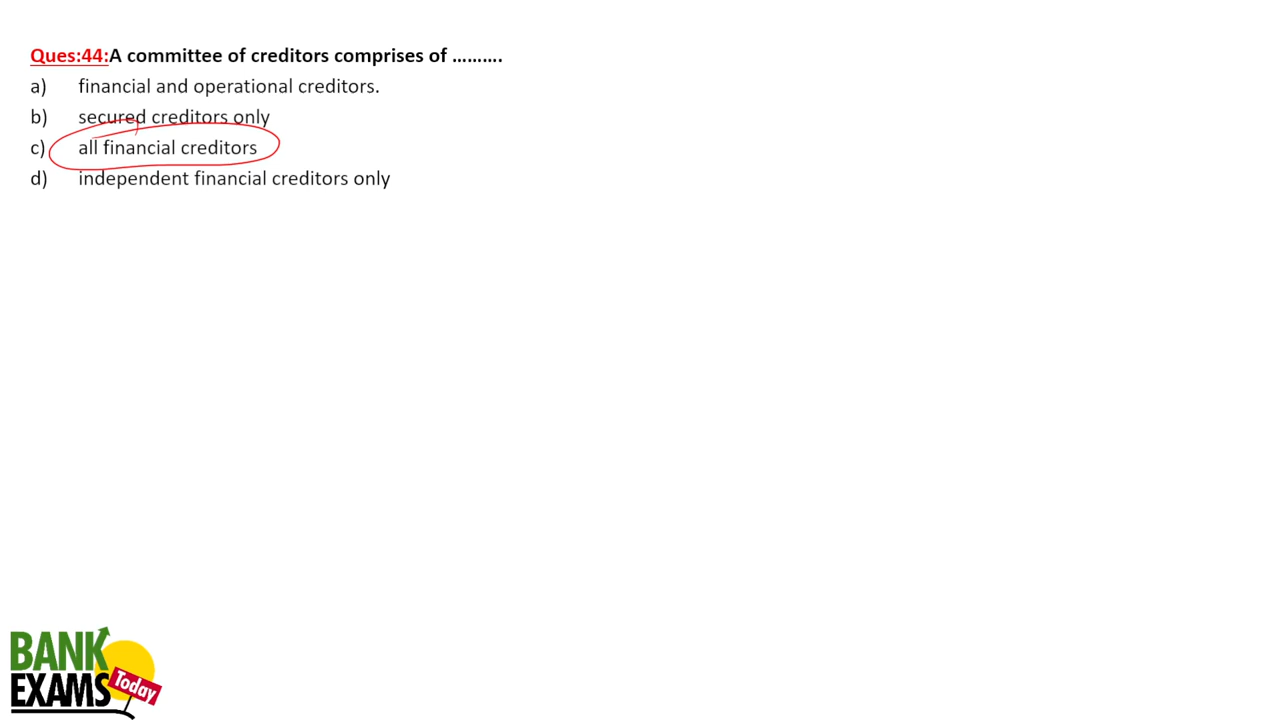 Ques:44:A committee of creditors comprises of ……….
a) financial and operational creditors.
b) secured creditors only
c) all financial creditors
d) independent financial creditors only
BANK
EXAMS
Today